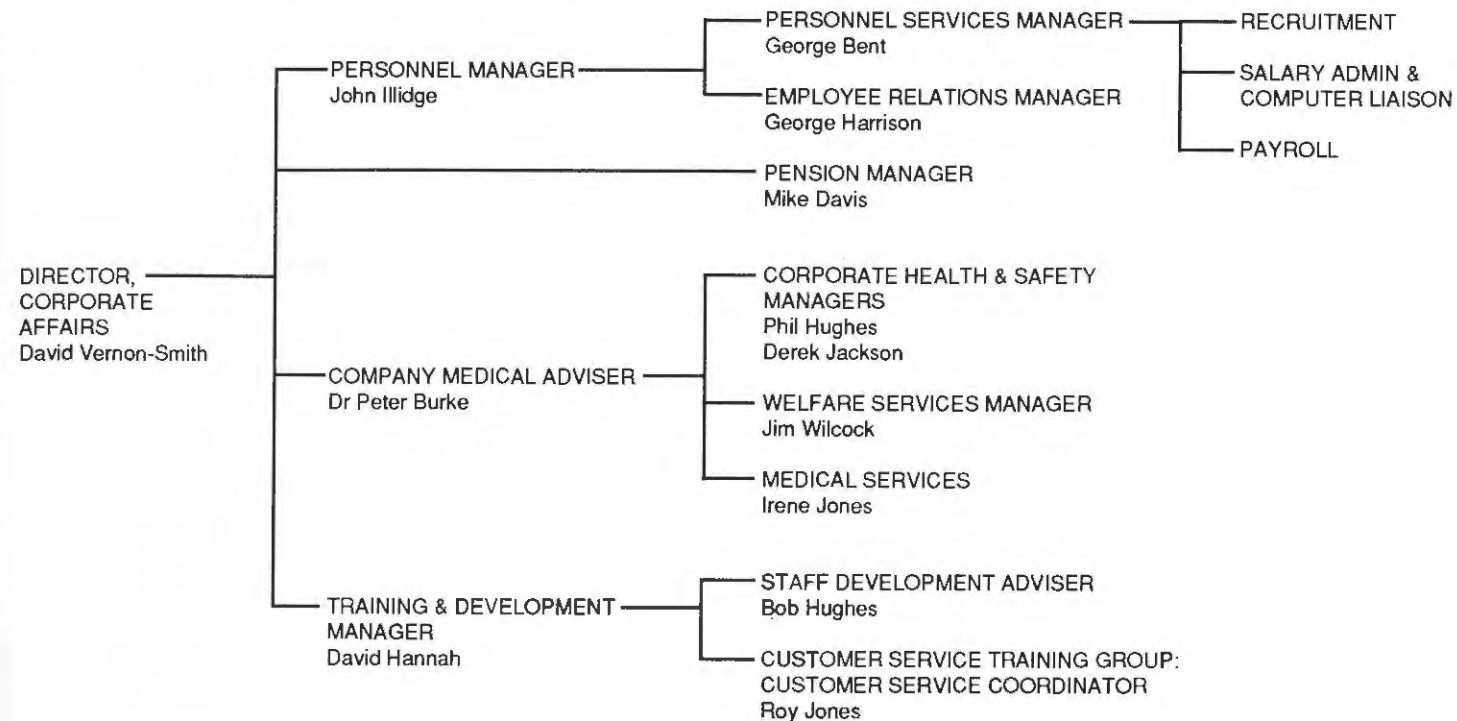 DIRECTOR,
CORPORATE
AFFAIRS
David Vernon-Smith
PERSONNEL MANAGER
John Illidge
PERSONNEL SERVICES MANAGER
George Bent
RECRUITMENT
SALARY ADMIN &
COMPUTER LIAISON
PAYROLL
EMPLOYEE RELATIONS MANAGER
George Harrison
PENSION MANAGER
Mike Davis
COMPANY MEDICAL ADVISER
Dr Peter Burke
CORPORATE HEALTH & SAFETY
MANAGERS
Phil Hughes
Derek Jackson
WELFARE SERVICES MANAGER
Jim Wilcock
MEDICAL SERVICES
Irene Jones
TRAINING & DEVELOPMENT
MANAGER
David Hannah
STAFF DEVELOPMENT ADVISER
Bob Hughes
CUSTOMER SERVICE TRAINING GROUP:
CUSTOMER SERVICE COORDINATOR
Roy Jones